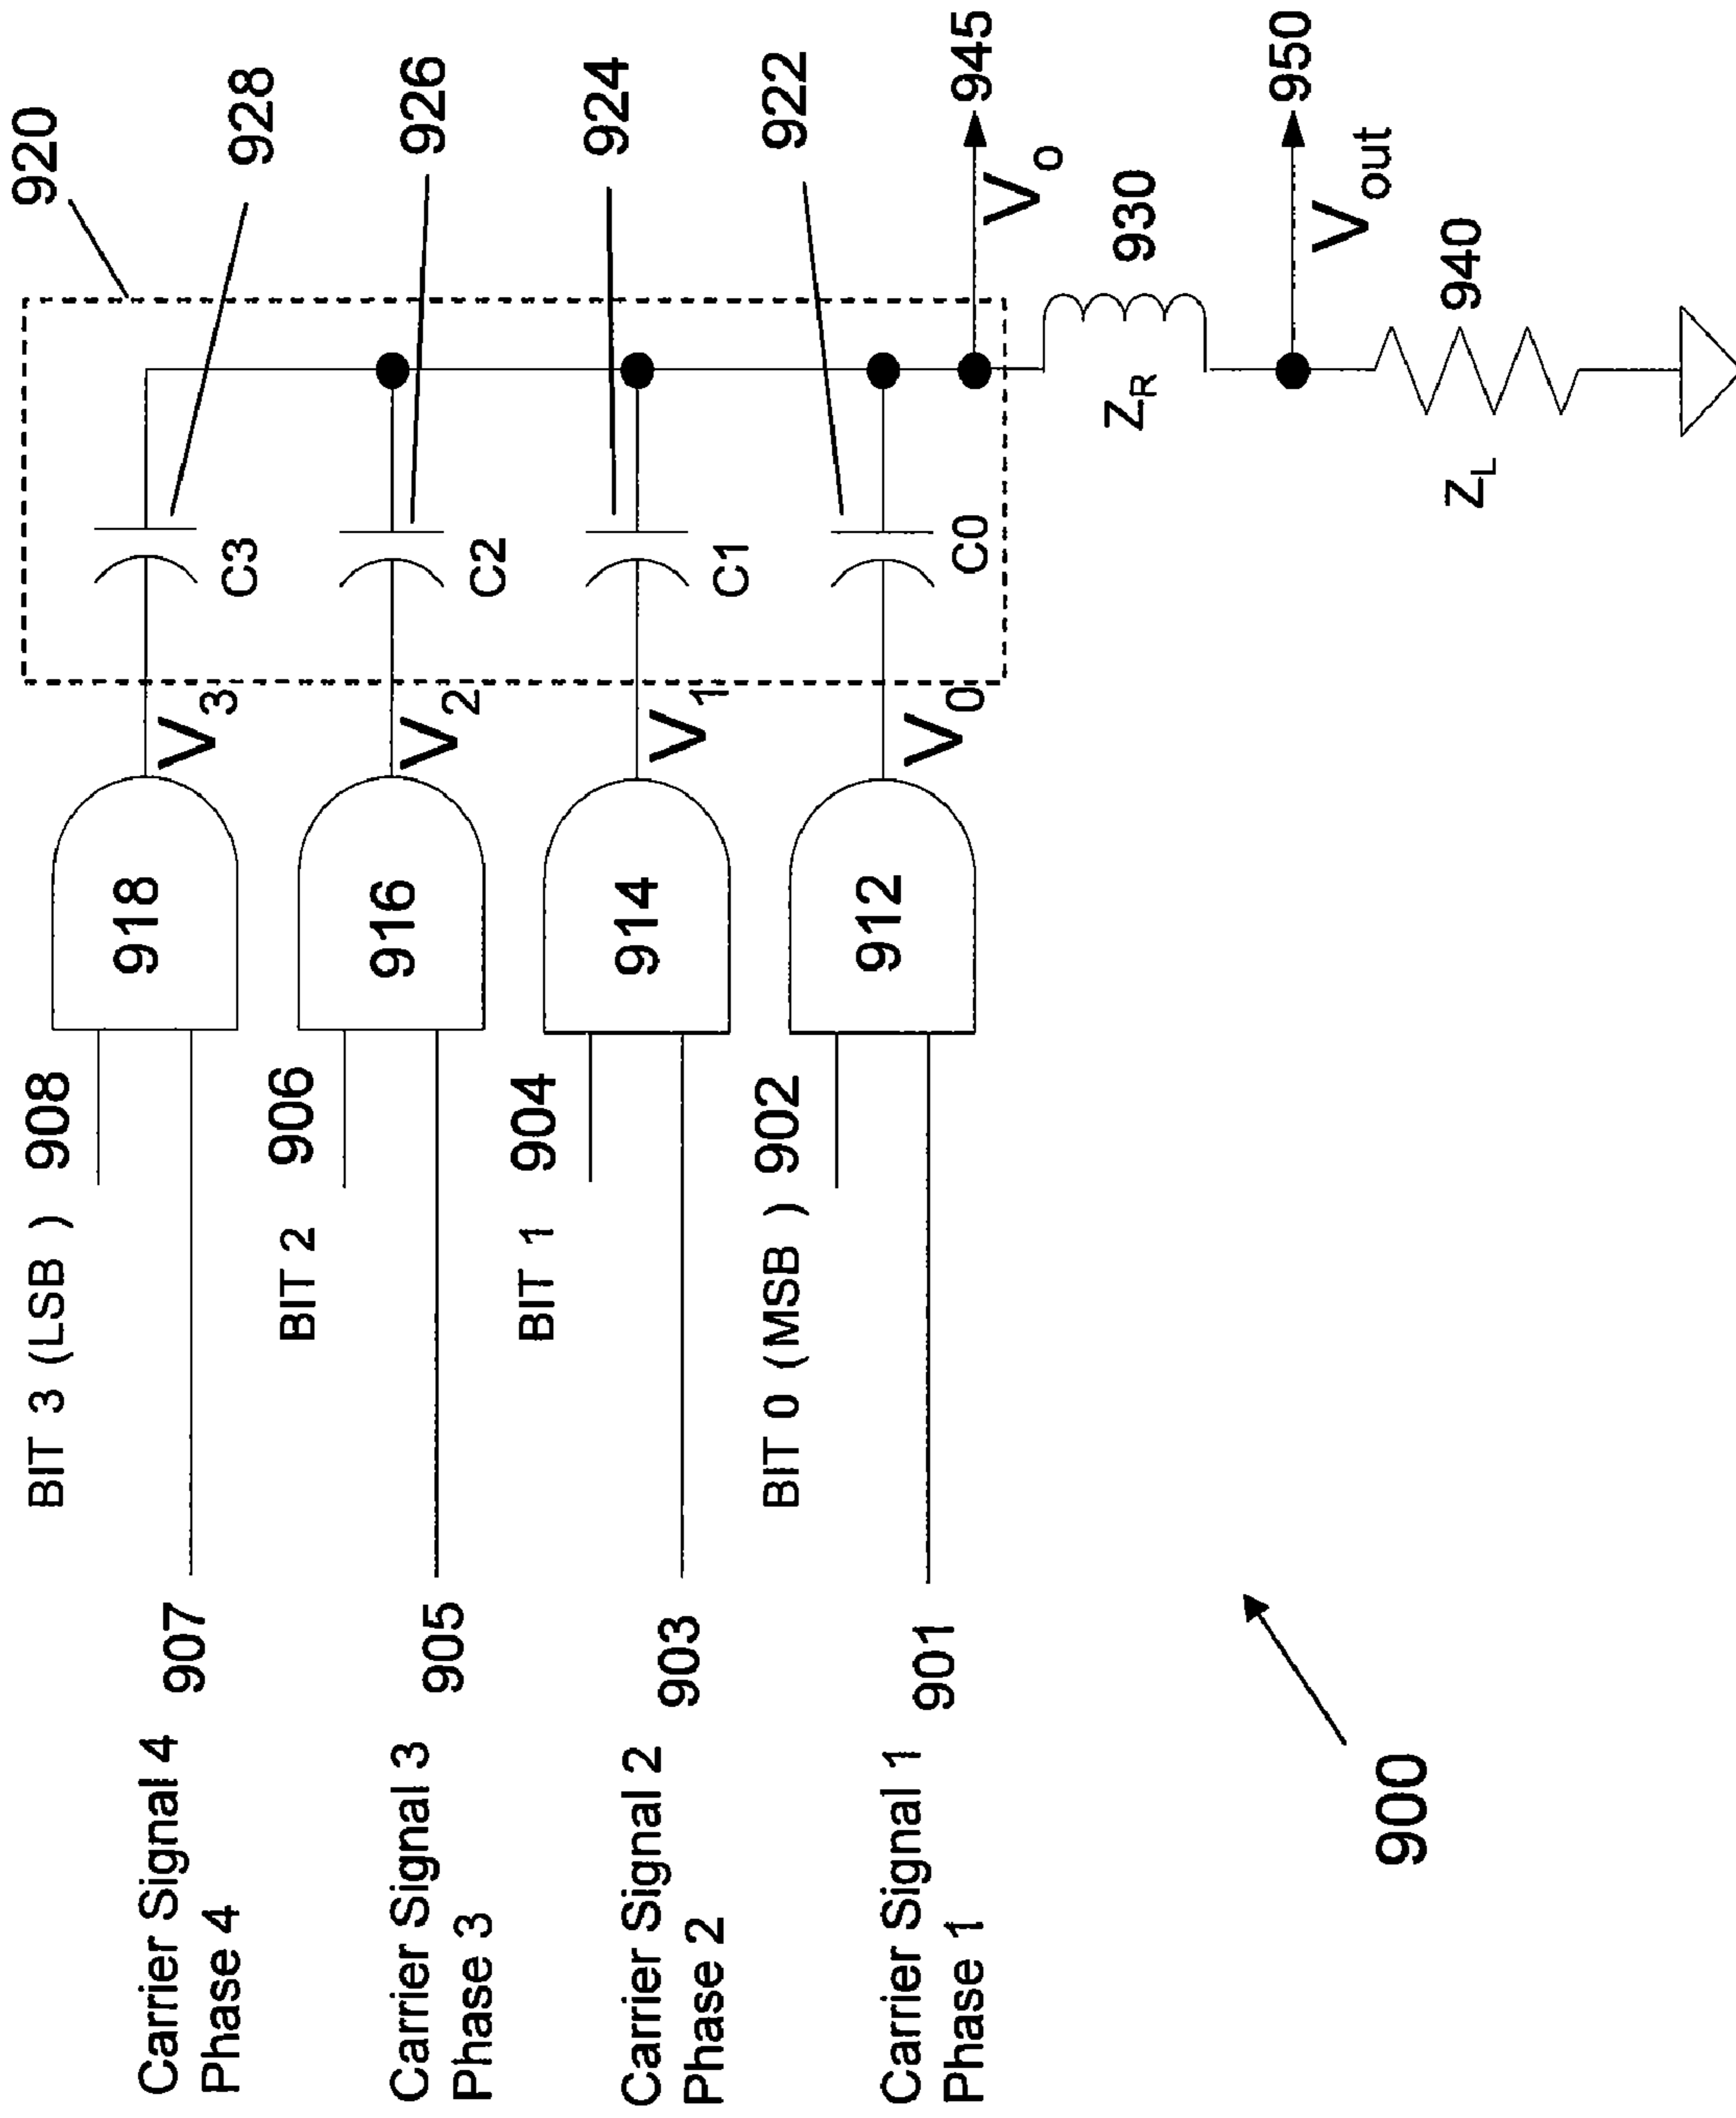 920
928
926
924
922
945
950
BIT 3 (LSB ) 908
Carrier Signal 4 907
Phase 4
918
V3
C3
BIT 2 906
Carrier Signal 3 905
Phase 3
916
V2
C2
BIT 1 904
Carrier Signal 2 903
Phase 2
914
V1
C1
BIT 0 (MSB ) 902
Carrier Signal 1 901
Phase 1
912
V0
C0
Vo
ZR 930
Vout
ZL 940
900